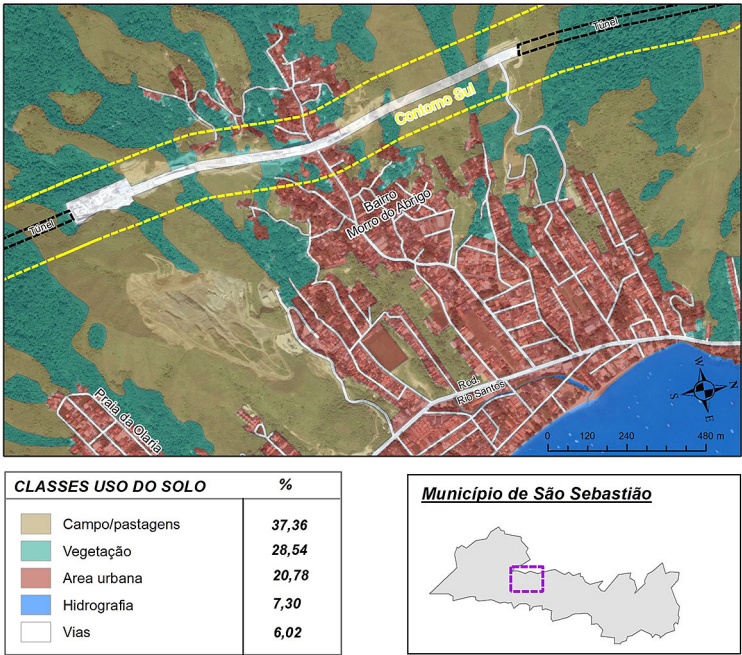 Túnel
Contorno Sul
Bairro
Morro do Abrigo
Túnel
Rod.
Rio Santos
Praia da Olaria
W
N
S
E
0 120 240 480 m
CLASSES USO DO SOLO %
Campo/pastagens 37,36
Vegetação 28,54
Area urbana 20,78
Hidrografia 7,30
Vias 6,02
Município de São Sebastião